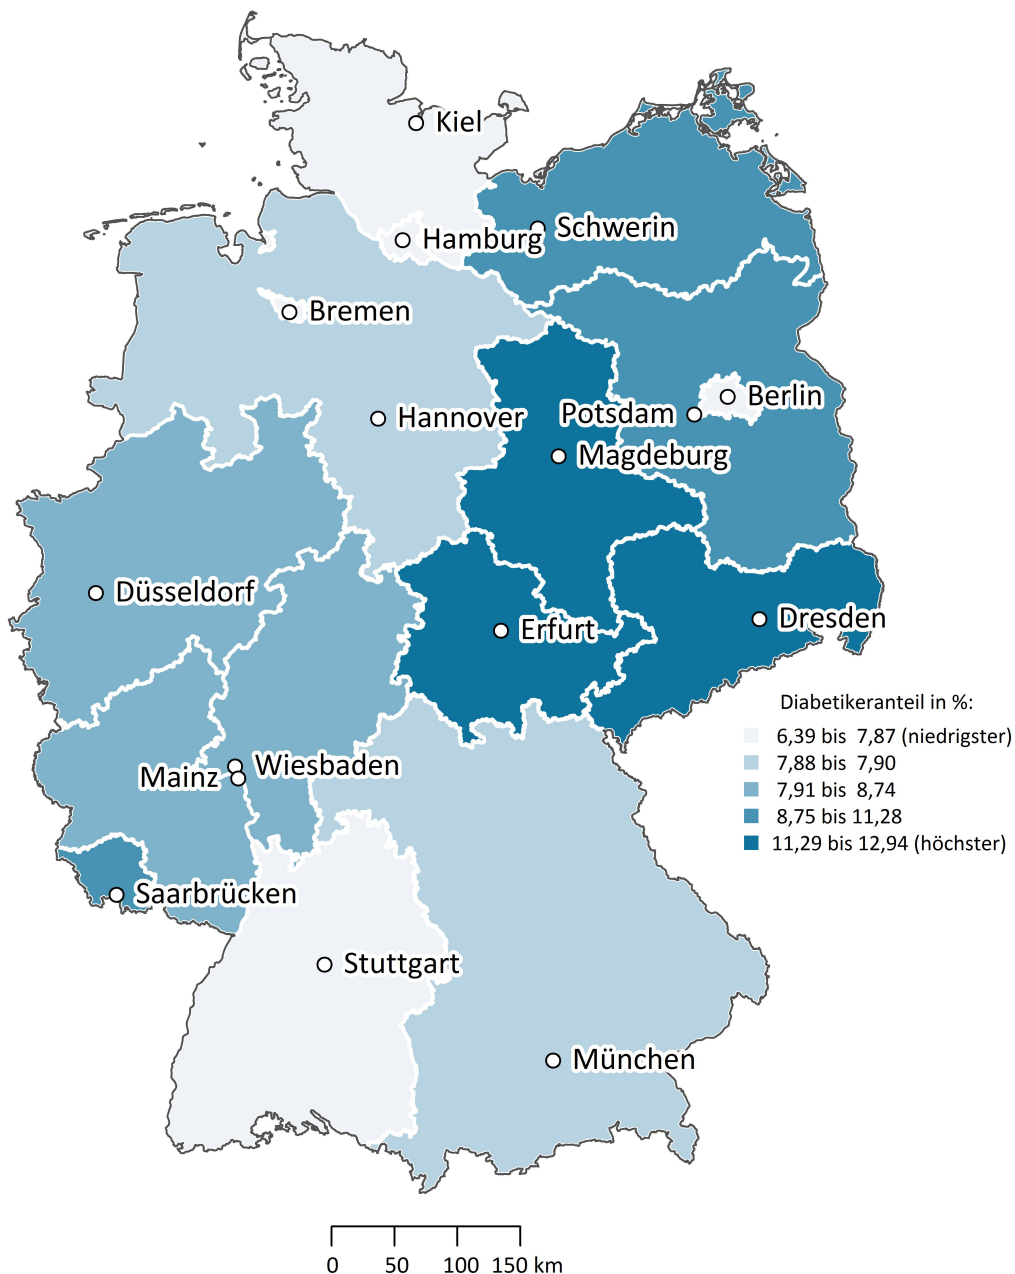 Kiel
Schwerin
Hamburg
Bremen
Berlin
Potsdam
Hannover
Magdeburg
Düsseldorf
Dresden
Erfurt
Diabetikeranteil in %:
6,39 bis 7,87 (niedrigster)
7,88 bis 7,90
7,91 bis 8,74
8,75 bis 11,28
11,29 bis 12,94 (höchster)
Wiesbaden
Mainz
Saarbrücken
Stuttgart
München
0 50 100 150 km